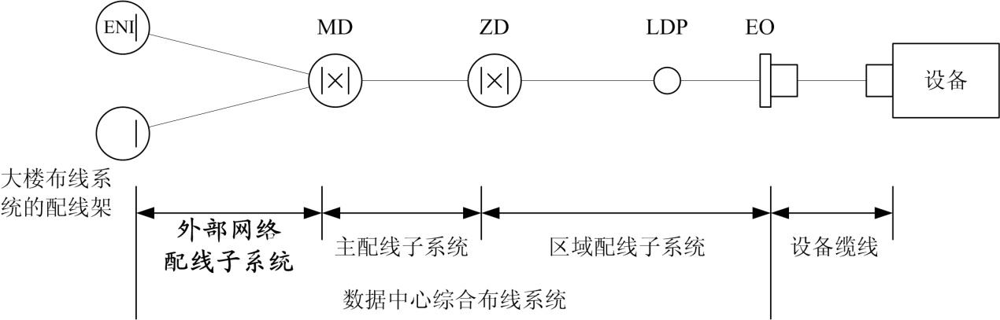 ENI
MD
ZD
LDP
EO
设备
大楼布线系
统的配线架
外部网络
配线子系统
主配线子系统
区域配线子系统
设备缆线
数据中心综合布线系统